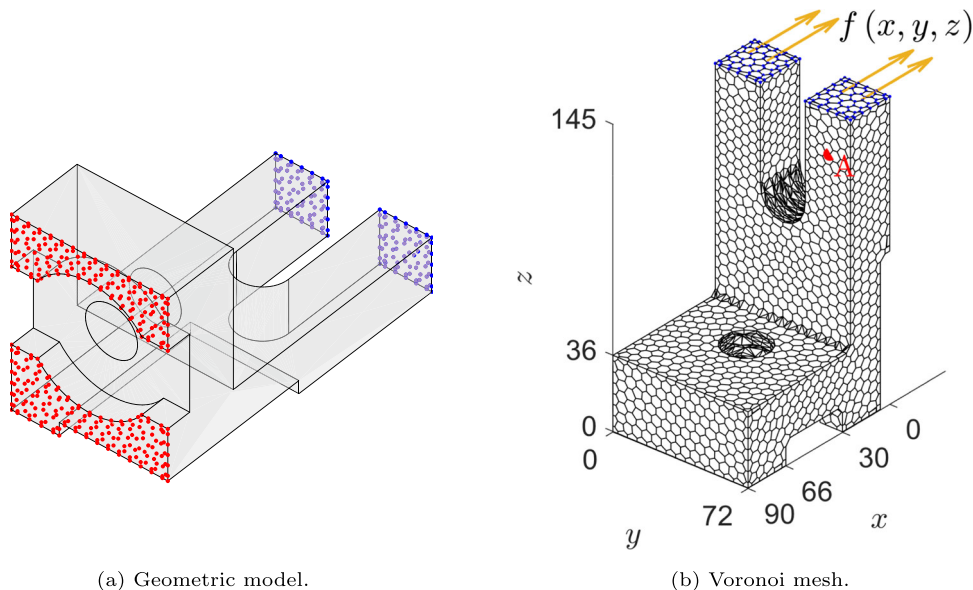 f (x, y, z)
145
A
z
36
0
0
0
30
66
72
90
x
y
(a) Geometric model.
(b) Voronoi mesh.